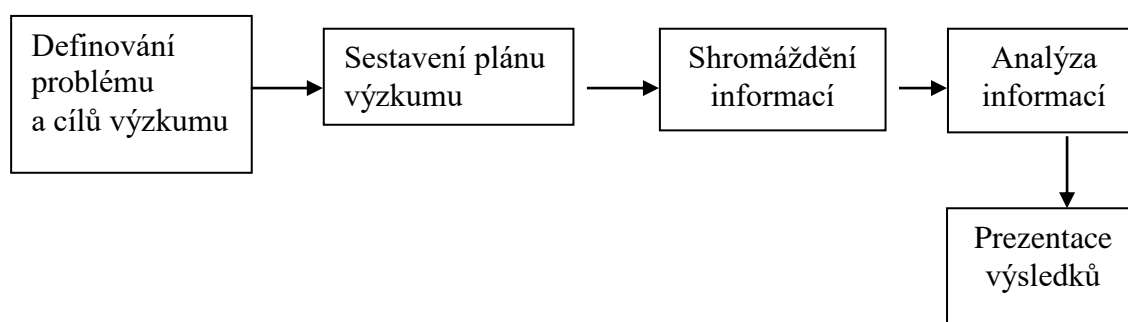 Definování
problému
a cílů výzkumu
Sestavení plánu
výzkumu
Shromáždění
informací
Analýza
informací
Prezentace
výsledků